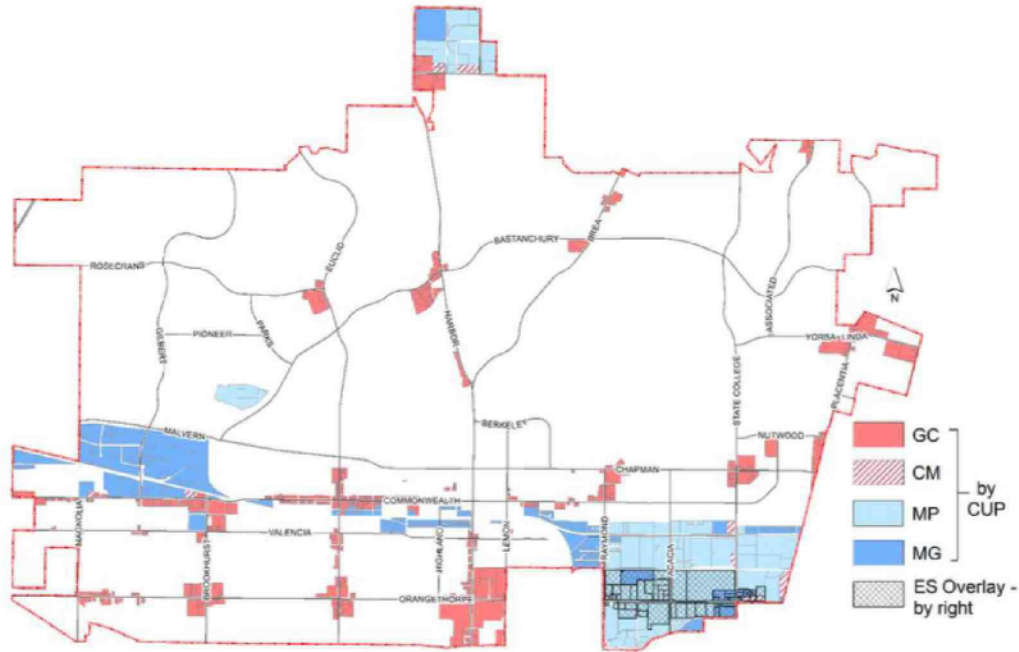 BREA
BASTANCHURY
EUCLID
ROSECRANS
ASSOCIATED
N
HARBOR
PIONEER
PARKS
GILBERT
YORBA LINDA
STATE COLLEGE
PLACENTIA
BERKELEY
MALVERN
NUTWOOD
CHAPMAN
COMMONWEALTH
MAGNOLIA
VALENCIA
BROOKHURST
HIGHLAND
LEMON
RAYMOND
ACACIA
ORANGETHORPE
GC
CM
MP
MG
by
CUP
ES Overlay -
by right